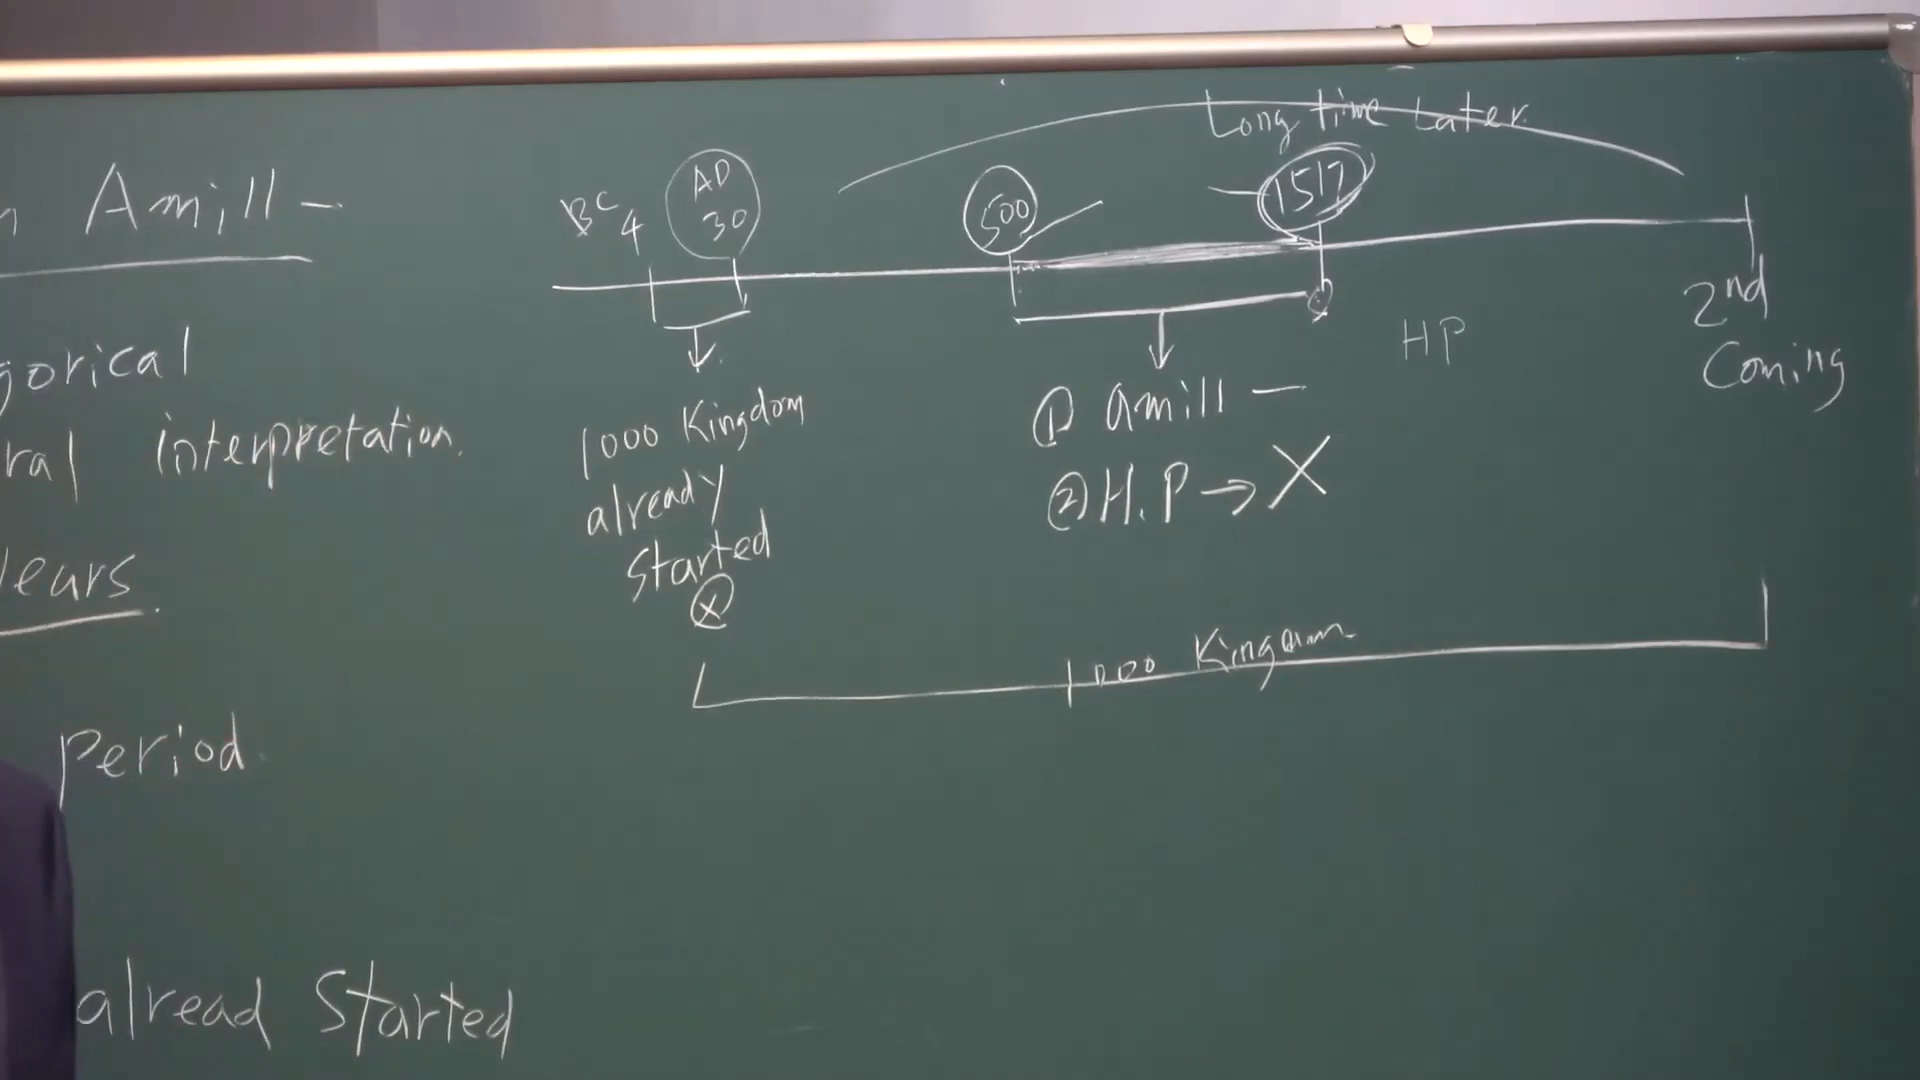 Amill -
gorical
ral interpretation.
years.
period.
alread Started
Long time Later.
BC 4
AD 30
500
1517
2nd Coming
HP
1000 Kingdom
already
Started
① amill -
② H.P → X
1000 Kingdom